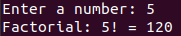 Enter a number: 5
Factorial: 5! = 120